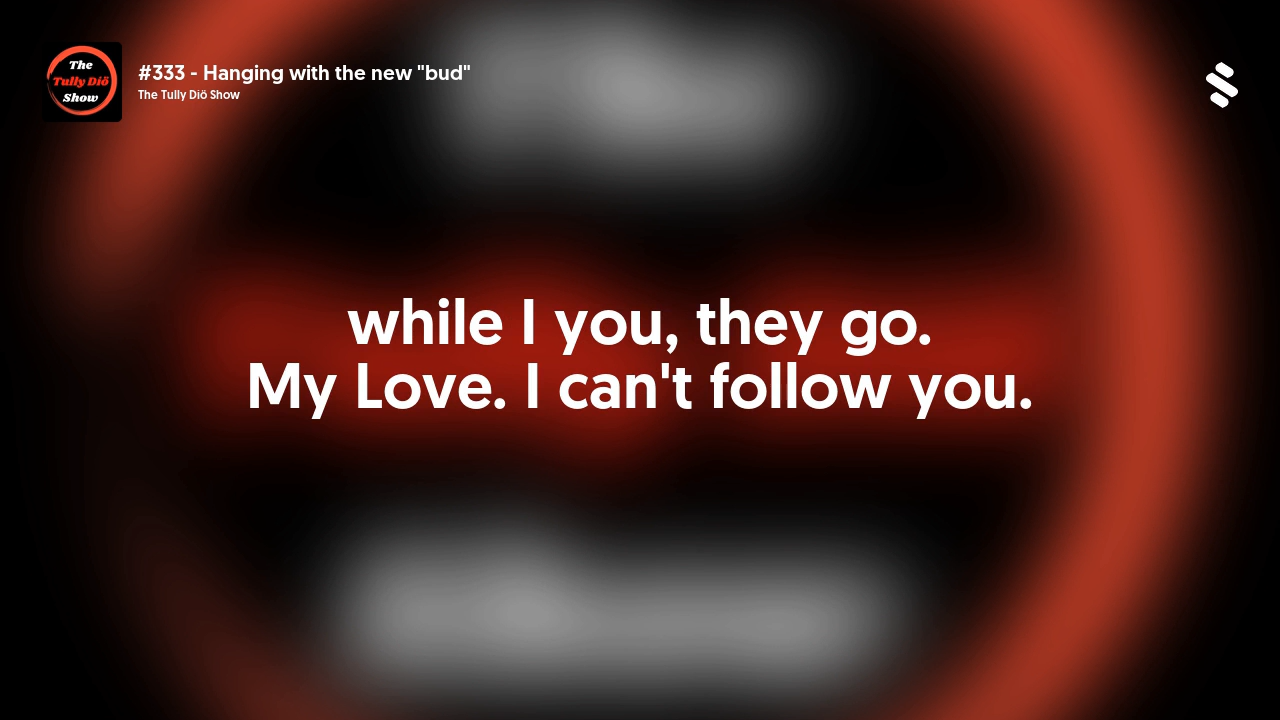 The
Tully Diö
Show
#333 - Hanging with the new "bud"
The Tully Diö Show
while I you, they go.
My Love. I can't follow you.